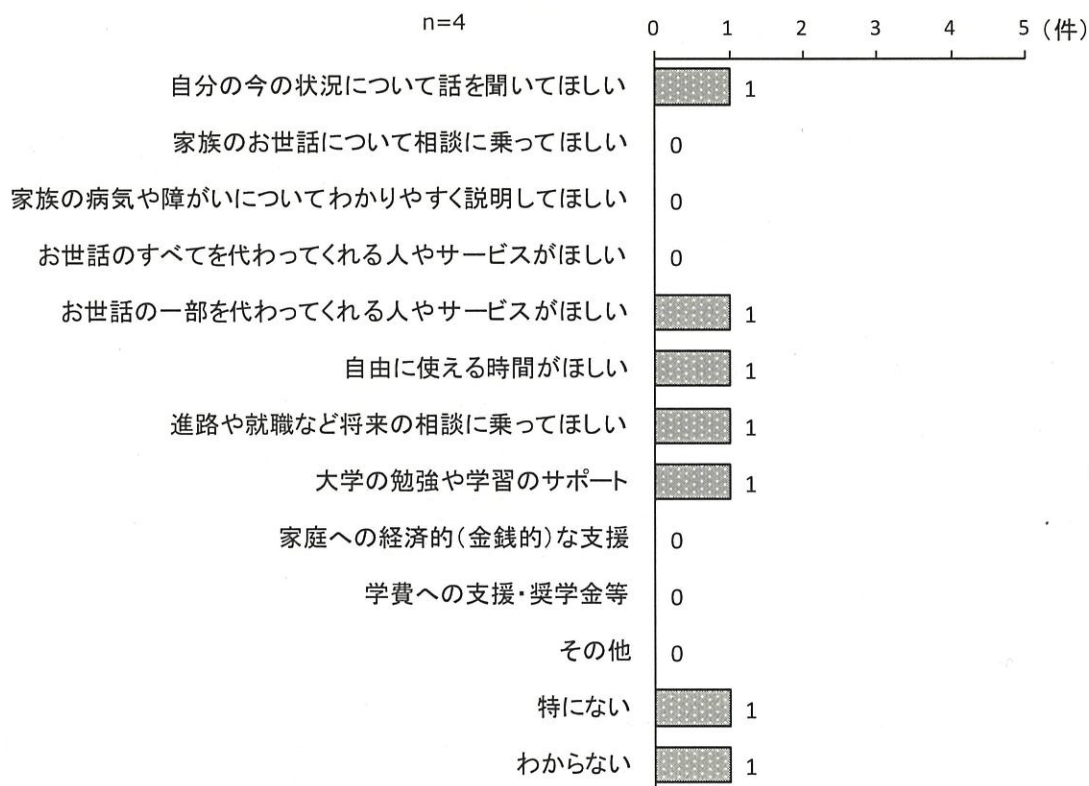 n=4
0 1 2 3 4 5 (件)
自分の今の状況について話を聞いてほしい 1
家族のお世話について相談に乗ってほしい 0
家族の病気や障がいについてわかりやすく説明してほしい 0
お世話のすべてを代わってくれる人やサービスがほしい 0
お世話の一部を代わってくれる人やサービスがほしい 1
自由に使える時間がほしい 1
進路や就職など将来の相談に乗ってほしい 1
大学の勉強や学習のサポート 1
家庭への経済的(金銭的)な支援 0
学費への支援・奨学金等 0
その他 0
特にない 1
わからない 1